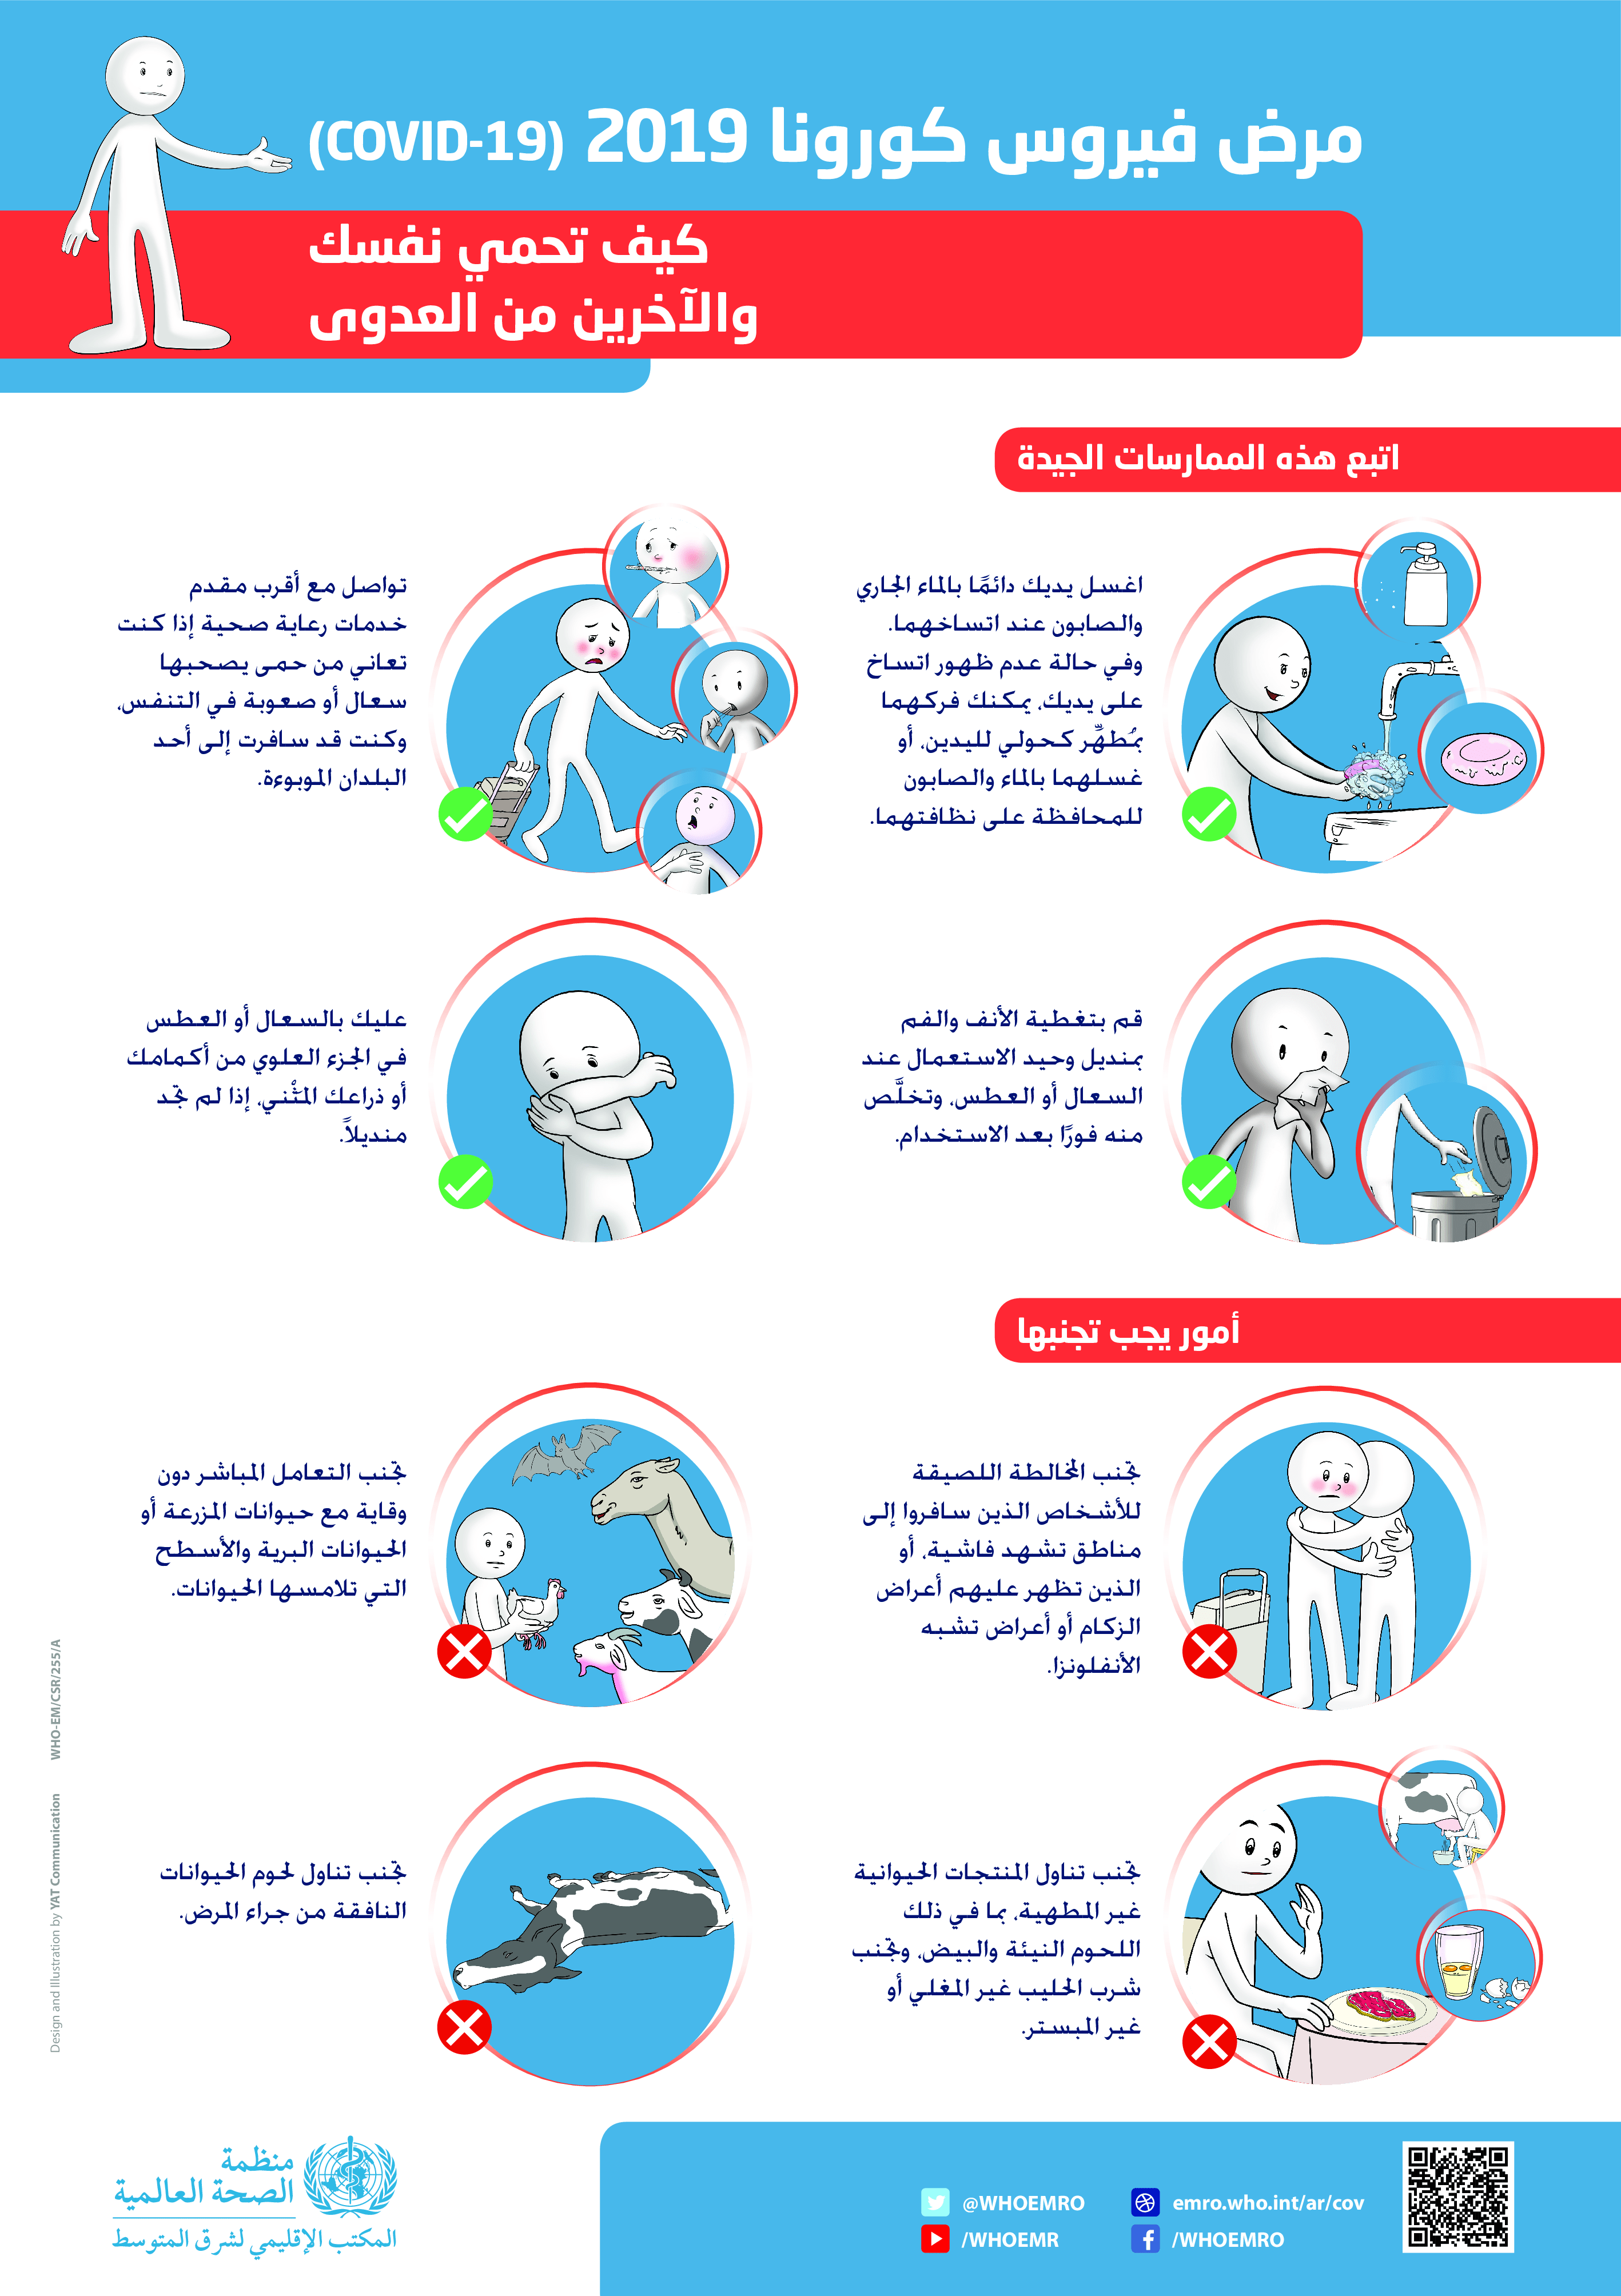 مرض فيروس كورونا 2019 (COVID-19)
كيف تحمي نفسك
والآخرين من العدوى
اتبع هذه الممارسات الجيدة
اغسل يديك دائمًا بالماء الجاري
والصابون عند اتساخهما.
وفي حالة عدم ظهور اتساخ
على يديك، يمكنك فركهما
بمُطهِّر كحولي لليدين، أو
غسلهما بالماء والصابون
للمحافظة على نظافتهما.
تواصل مع أقرب مقدم
خدمات رعاية صحية إذا كنت
تعاني من حمى يصحبها
سعال أو صعوبة في التنفس،
وكنت قد سافرت إلى أحد
البلدان الموبوءة.
قم بتغطية الأنف والفم
بمنديل وحيد الاستعمال عند
السعال أو العطس، وتخلَّص
منه فورًا بعد الاستخدام.
عليك بالسعال أو العطس
في الجزء العلوي من أكمامك
أو ذراعك المَثْني، إذا لم تجد
منديلاً.
أمور يجب تجنبها
تجنب المخالطة اللصيقة
للأشخاص الذين سافروا إلى
مناطق تشهد فاشية، أو
الذين تظهر عليهم أعراض
الزكام أو أعراض تشبه
الأنفلونزا.
تجنب التعامل المباشر دون
وقاية مع حيوانات المزرعة أو
الحيوانات البرية والأسطح
التي تلامسها الحيوانات.
تجنب تناول المنتجات الحيوانية
غير المطهية، بما في ذلك
اللحوم النيئة والبيض، وتجنب
شرب الحليب غير المغلي أو
غير المبستر.
تجنب تناول لحوم الحيوانات
النافقة من جراء المرض.
Design and Illustration by YAT Communication WHO-EM/CSR/255/A
emro.who.int/ar/cov
@WHOEMRO
/WHOEMRO
/WHOEMR
منظمة
الصحة العالمية
المكتب الإقليمي لشرق المتوسط